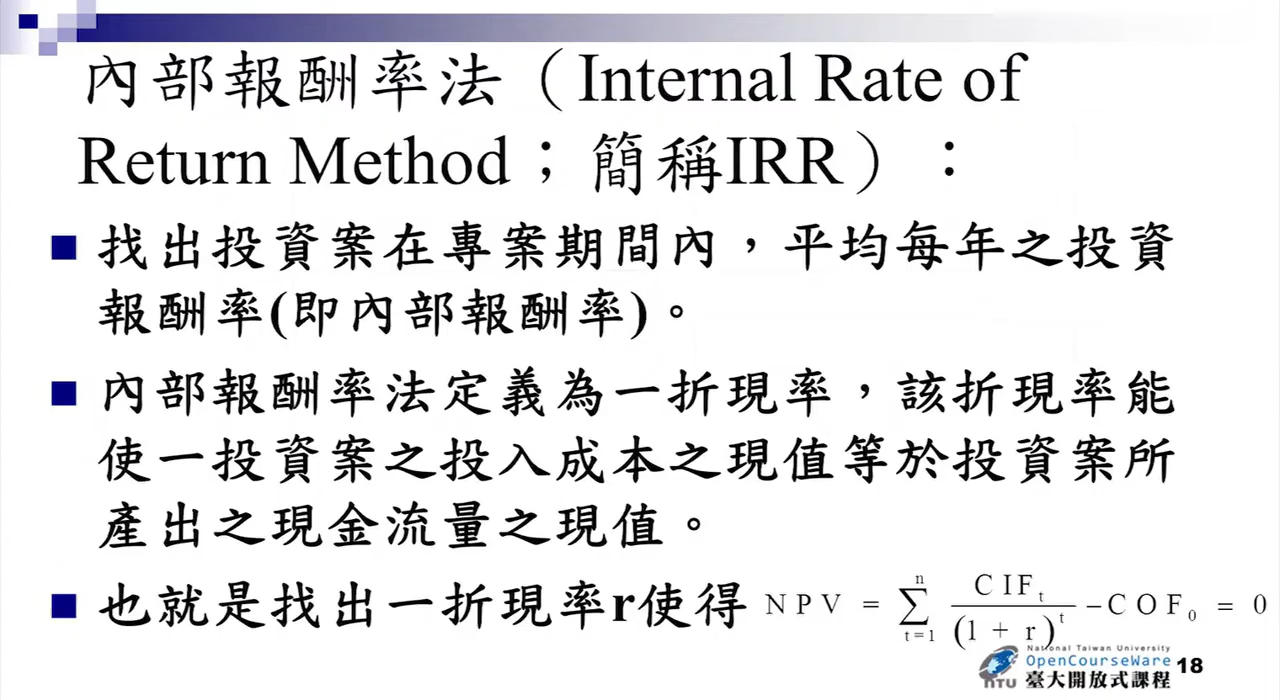 內部報酬率法（Internal Rate of
Return Method；簡稱IRR）：
找出投資案在專案期間內，平均每年之投資
報酬率(即內部報酬率)。
內部報酬率法定義為一折現率，該折現率能
使一投資案之投入成本之現值等於投資案所
產出之現金流量之現值。
也就是找出一折現率r使得 NPV = \sum_{t=1}^{n} \frac{CIF_t}{(1+r)^t} - COF_0 = 0
National Taiwan University
OpenCourseWare
NTU 臺大開放式課程
18